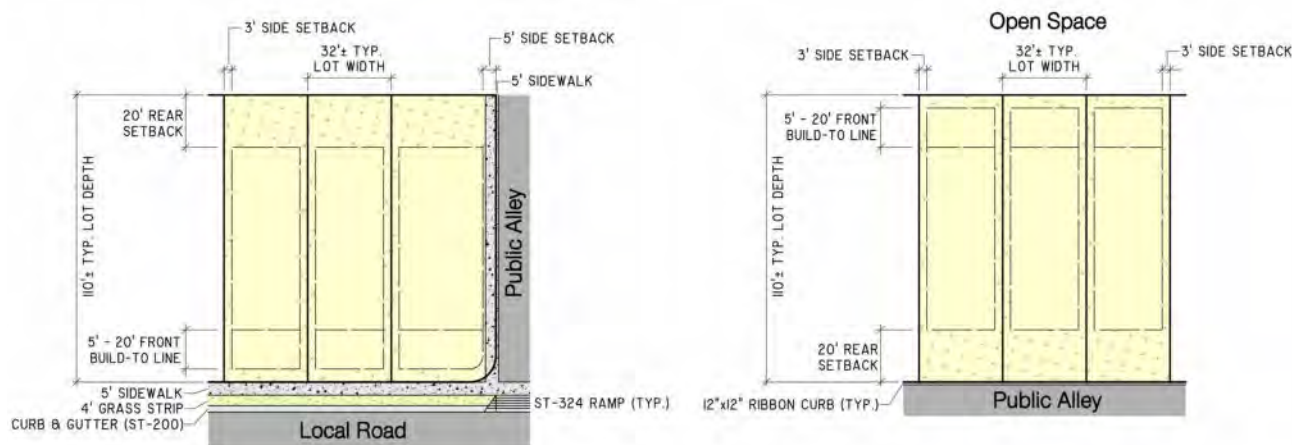 3' SIDE SETBACK
32'± TYP.
LOT WIDTH
5' SIDE SETBACK
5' SIDEWALK
20' REAR
SETBACK
110'± TYP. LOT DEPTH
Public Alley
5' - 20' FRONT
BUILD-TO LINE
5' SIDEWALK
4' GRASS STRIP
CURB & GUTTER (ST-200)
ST-324 RAMP (TYP.)
Local Road
Open Space
3' SIDE SETBACK
32'± TYP.
LOT WIDTH
3' SIDE SETBACK
5' - 20' FRONT
BUILD-TO LINE
110'± TYP. LOT DEPTH
20' REAR
SETBACK
12"x12" RIBBON CURB (TYP.)
Public Alley